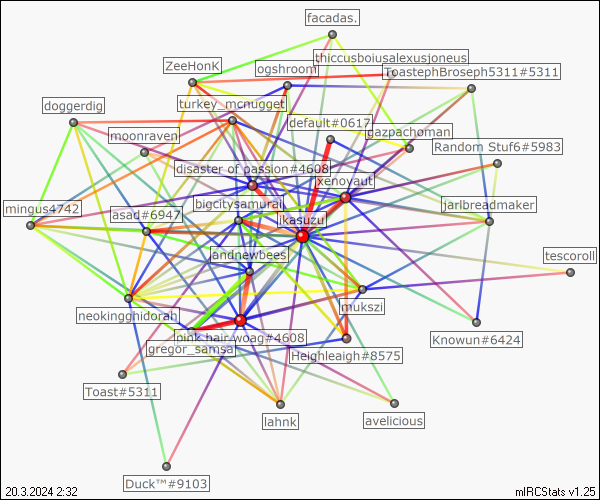 facadas.
thiccusboiusalexusjoneus
ZeeHonK
ogshroom
ToastephBroseph5311#5311
doggerdig
turkey_mcnugget
default#0617
moonraven
gazpachoman
Random Stuf6#5983
disaster of passion#4608
xenovaut
mingus4742
bigcitysamurai
jarlbreadmaker
asad#6947
ikasuzu
andnewbees
tescoroll
neokingghidorah
mukszi
pink hair woag#4608
Knowun#6424
gregor_samsa
Heighleaigh#8575
Toast#5311
lahnk
avelicious
Duck™#9103
20.3.2024 2:32
mIRCStats v1.25